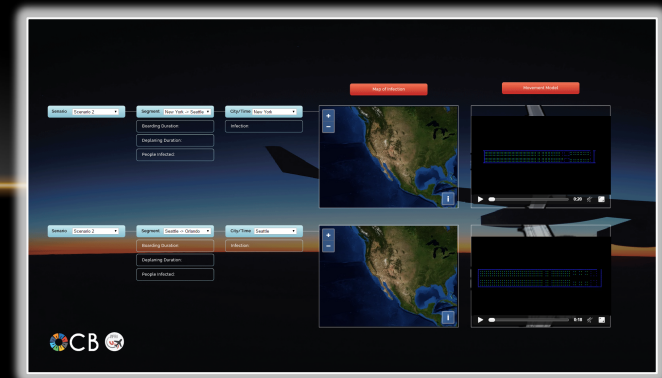 Map of Infection
Movement Model
Senario Scenario 2
Segment New York -> Seattle
City/Time New York
Boarding Duration:
Infection:
Deplaning Duration:
People Infected:
+
−
i
0:20
Senario Scenario 2
Segment Seattle -> Orlando
City/Time Seattle
Boarding Duration:
Infection:
Deplaning Duration:
People Infected:
+
−
i
0:18
CB